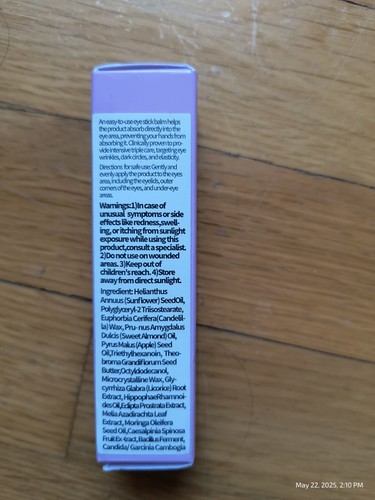 An easy-to-use eye stick balm helps
the product absorb directly into the
eye area, preventing your hands from
absorbing it. Clinically proven to pro-
vide intensive triple care, targeting eye
wrinkles, dark circles, and elasticity.
Directions for safe use: Gently and
evenly apply the product to the eyes
area, including the eyelids, outer
corners of the eyes, and under-eye
areas.
Warnings:1)In case of
unusual symptoms or side
effects like redness,swell-
ing, or itching from sunlight
exposure while using this
product,consult a specialist.
2)Do not use on wounded
areas. 3)Keep out of
children's reach. 4)Store
away from direct sunlight.
Ingredient: Helianthus
Annuus (Sunflower) SeedOil,
Polyglyceryl-2 Triisostearate,
Euphorbia Cerifera(Candelil-
la) Wax, Pru- nus Amygdalus
Dulcis (Sweet Almond) Oil,
Pyrus Malus (Apple) Seed
Oil,Triethylhexanoin, Theo-
broma Grandiflorum Seed
Butter,Octyldodecanol,
Microcrystalline Wax, Gly-
cyrrhiza Glabra (Licorice) Root
Extract, HippophaeRhamnoi-
des Oil,Eclipta Prostrata Extract,
Melia Azadirachta Leaf
Extract, Moringa Oleifera
Seed Oil,Caesalpinia Spinosa
Fruit Ex-tract, Bacillus Ferment,
Candida/ Garcinia Cambogia
May 22, 2025, 2:10 PM